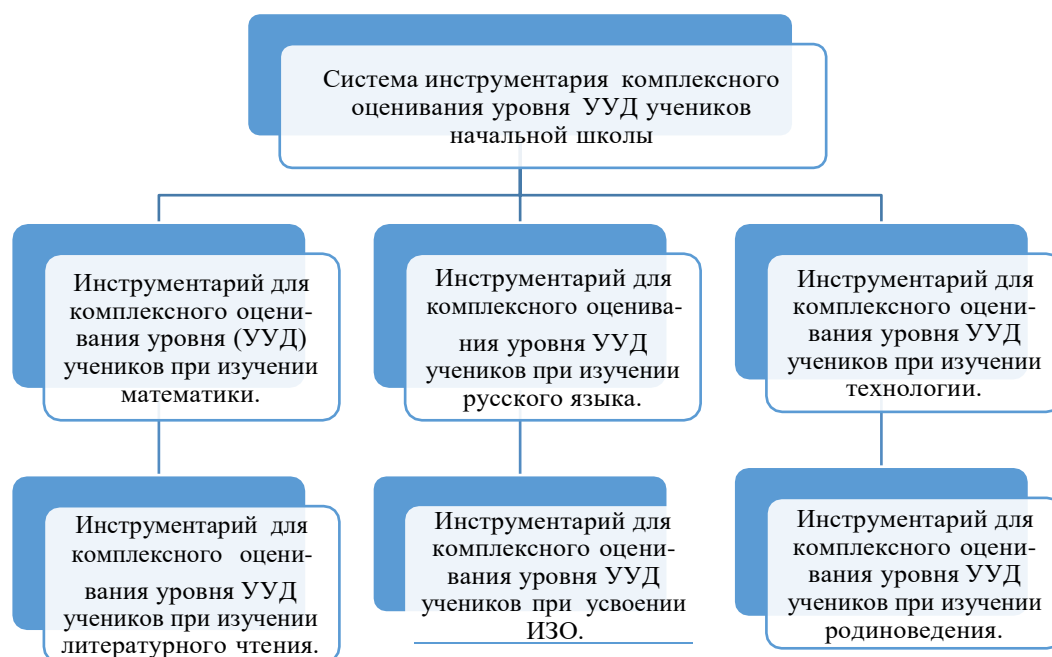 Система инструментария комплексного
оценивания уровня УУД учеников
начальной школы
Инструментарий для
комплексного оцени-
вания уровня (УУД)
учеников при изучении
математики.
Инструментарий для
комплексного оценива-
ния уровня УУД
учеников при изучении
русского языка.
Инструментарий для
комплексного оцени-
вания уровня УУД
учеников при изучении
технологии.
Инструментарий для
комплексного оцени-
вания уровня УУД
учеников при изучении
литературного чтения.
Инструментарий для
комплексного оцени-
вания уровня УУД
учеников при усвоении
ИЗО.
Инструментарий для
комплексного оцени-
вания уровня УУД
учеников при изучении
родиноведения.